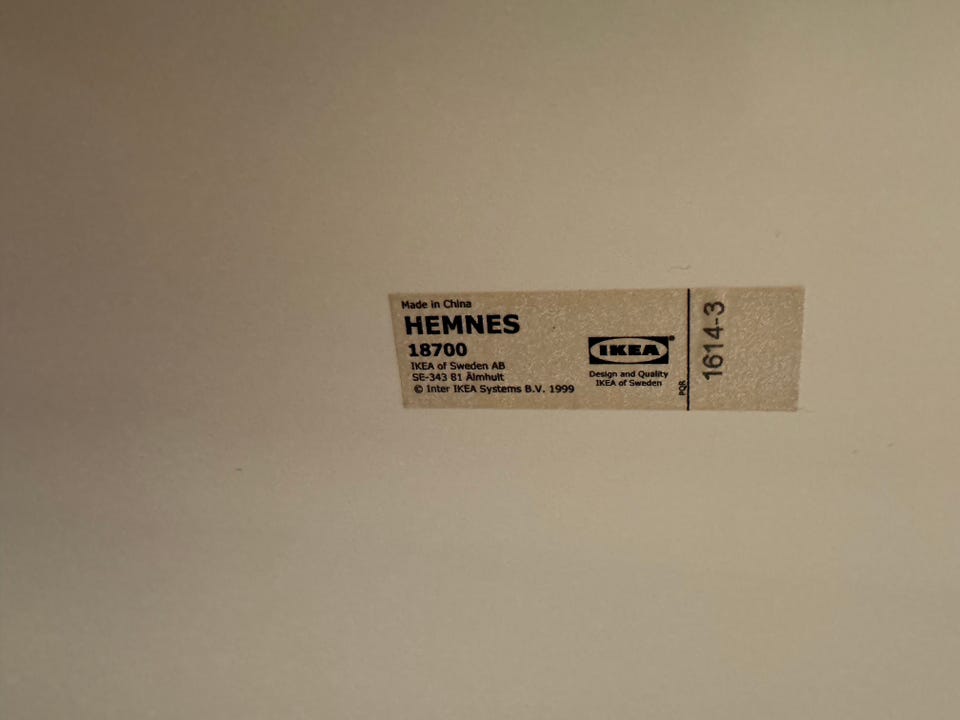 Made in China
HEMNES
18700
IKEA of Sweden AB
SE-343 81 Älmhult
© Inter IKEA Systems B.V. 1999
IKEA®
Design and Quality
IKEA of Sweden
PQR
1614-3